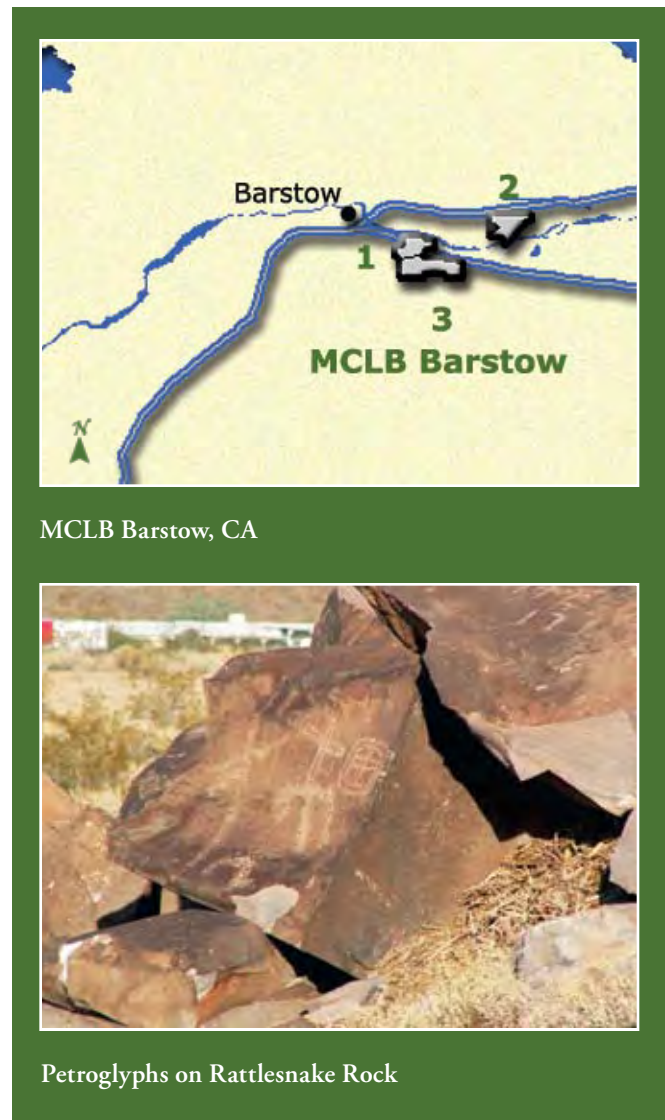 Barstow
2
1
3
MCLB Barstow
N
MCLB Barstow, CA
Petroglyphs on Rattlesnake Rock